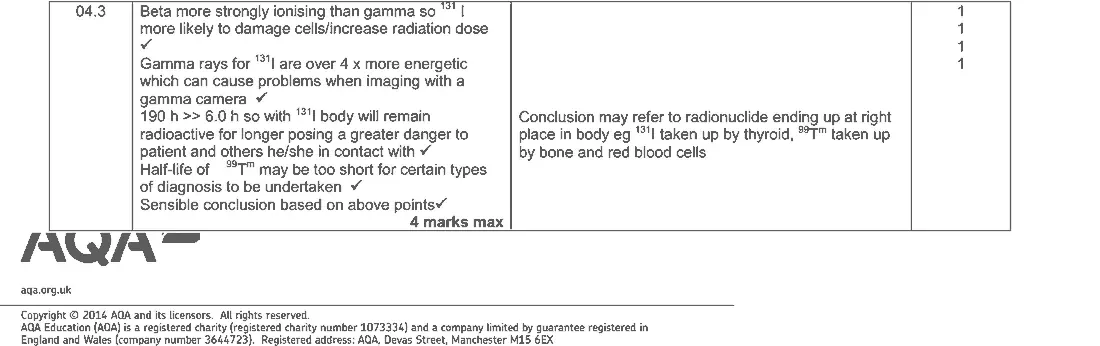 04.3
Beta more strongly ionising than gamma so ¹³¹ I
more likely to damage cells/increase radiation dose
✓
Gamma rays for ¹³¹I are over 4 x more energetic
which can cause problems when imaging with a
gamma camera ✓
190 h >> 6.0 h so with ¹³¹I body will remain
radioactive for longer posing a greater danger to
patient and others he/she in contact with ✓
Half-life of ⁹⁹Tᵐ may be too short for certain types
of diagnosis to be undertaken ✓
Sensible conclusion based on above points✓
4 marks max
Conclusion may refer to radionuclide ending up at right
place in body eg ¹³¹I taken up by thyroid, ⁹⁹Tᵐ taken up
by bone and red blood cells
1
1
1
1
AQA
aqa.org.uk
Copyright © 2014 AQA and its licensors. All rights reserved.
AQA Education (AQA) is a registered charity (registered charity number 1073334) and a company limited by guarantee registered in
England and Wales (company number 3644723). Registered address: AQA, Devas Street, Manchester M15 6EX